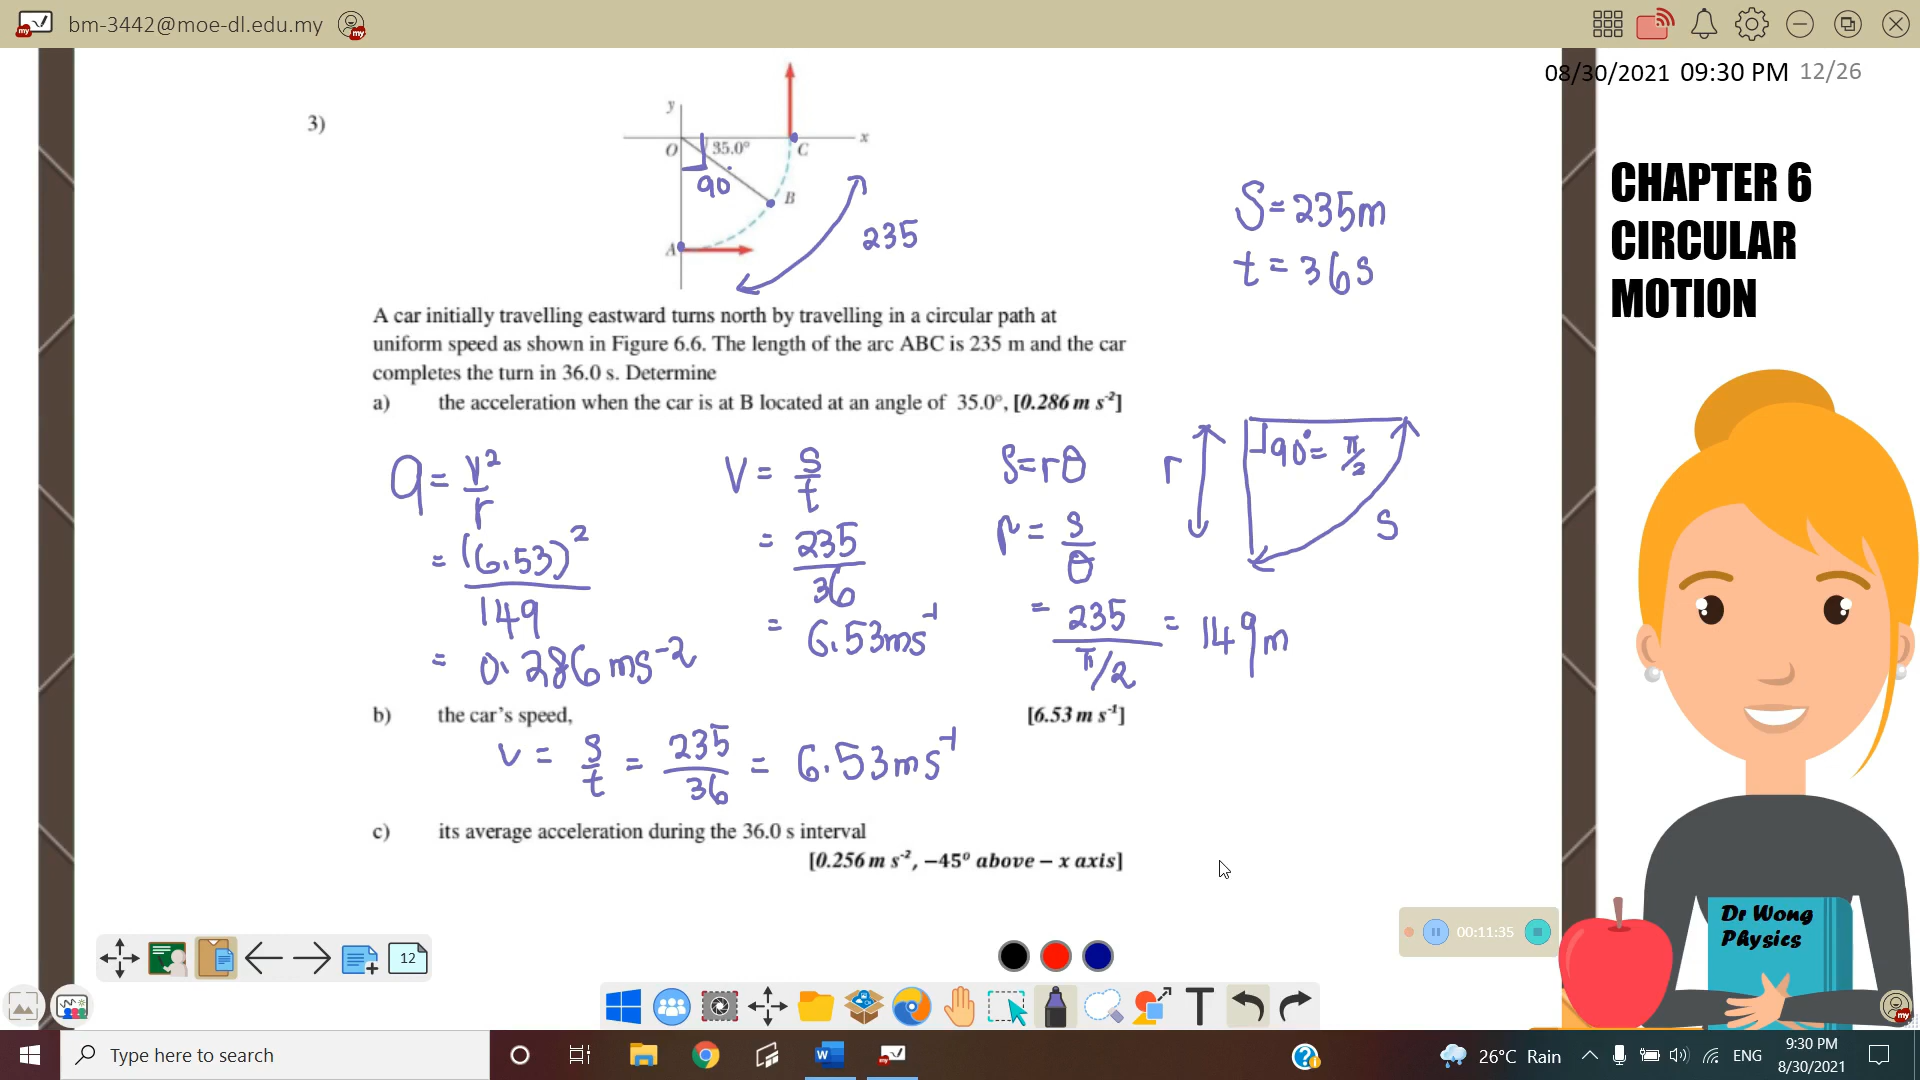 bm-3442@moe-dl.edu.my
my
my
08/30/2021 09:30 PM 12/26
3)
y
O 35.0° C x
90°
B
A
235
S = 235m
t = 36s
CHAPTER 6
CIRCULAR
MOTION
A car initially travelling eastward turns north by travelling in a circular path at
uniform speed as shown in Figure 6.6. The length of the arc ABC is 235 m and the car
completes the turn in 36.0 s. Determine
a) the acceleration when the car is at B located at an angle of 35.0°, [0.286 m s⁻²]
a = v²/r
= (6.53)²/149
= 0.286 ms⁻²
v = s/t
= 235/36
= 6.53ms⁻¹
s = rθ
r = s/θ
= 235/(π/2) = 149m
r
90° = π/2
S
b) the car's speed, [6.53 m s⁻¹]
v = s/t = 235/36 = 6.53ms⁻¹
c) its average acceleration during the 36.0 s interval
[0.256 m s⁻², −45° above − x axis]
Dr Wong
Physics
00:11:35
12
T
my
Type here to search
W
26°C Rain
ENG
9:30 PM
8/30/2021